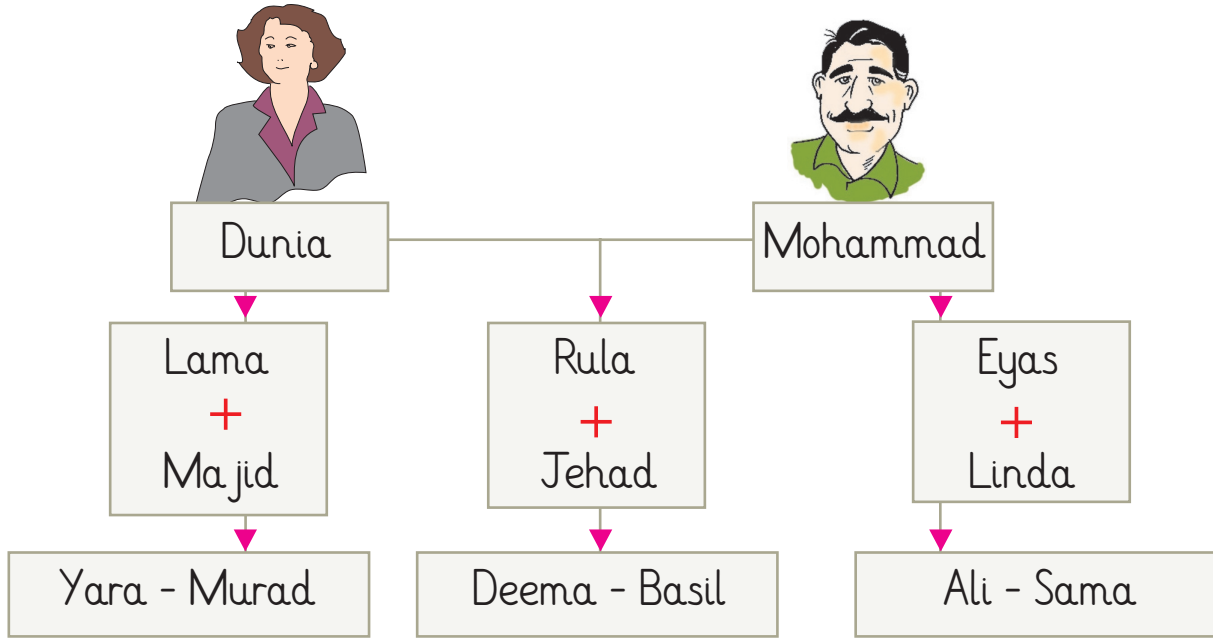 Dunia
Mohammad
Lama
+
Majid
Rula
+
Jehad
Eyas
+
Linda
Yara - Murad
Deema - Basil
Ali - Sama